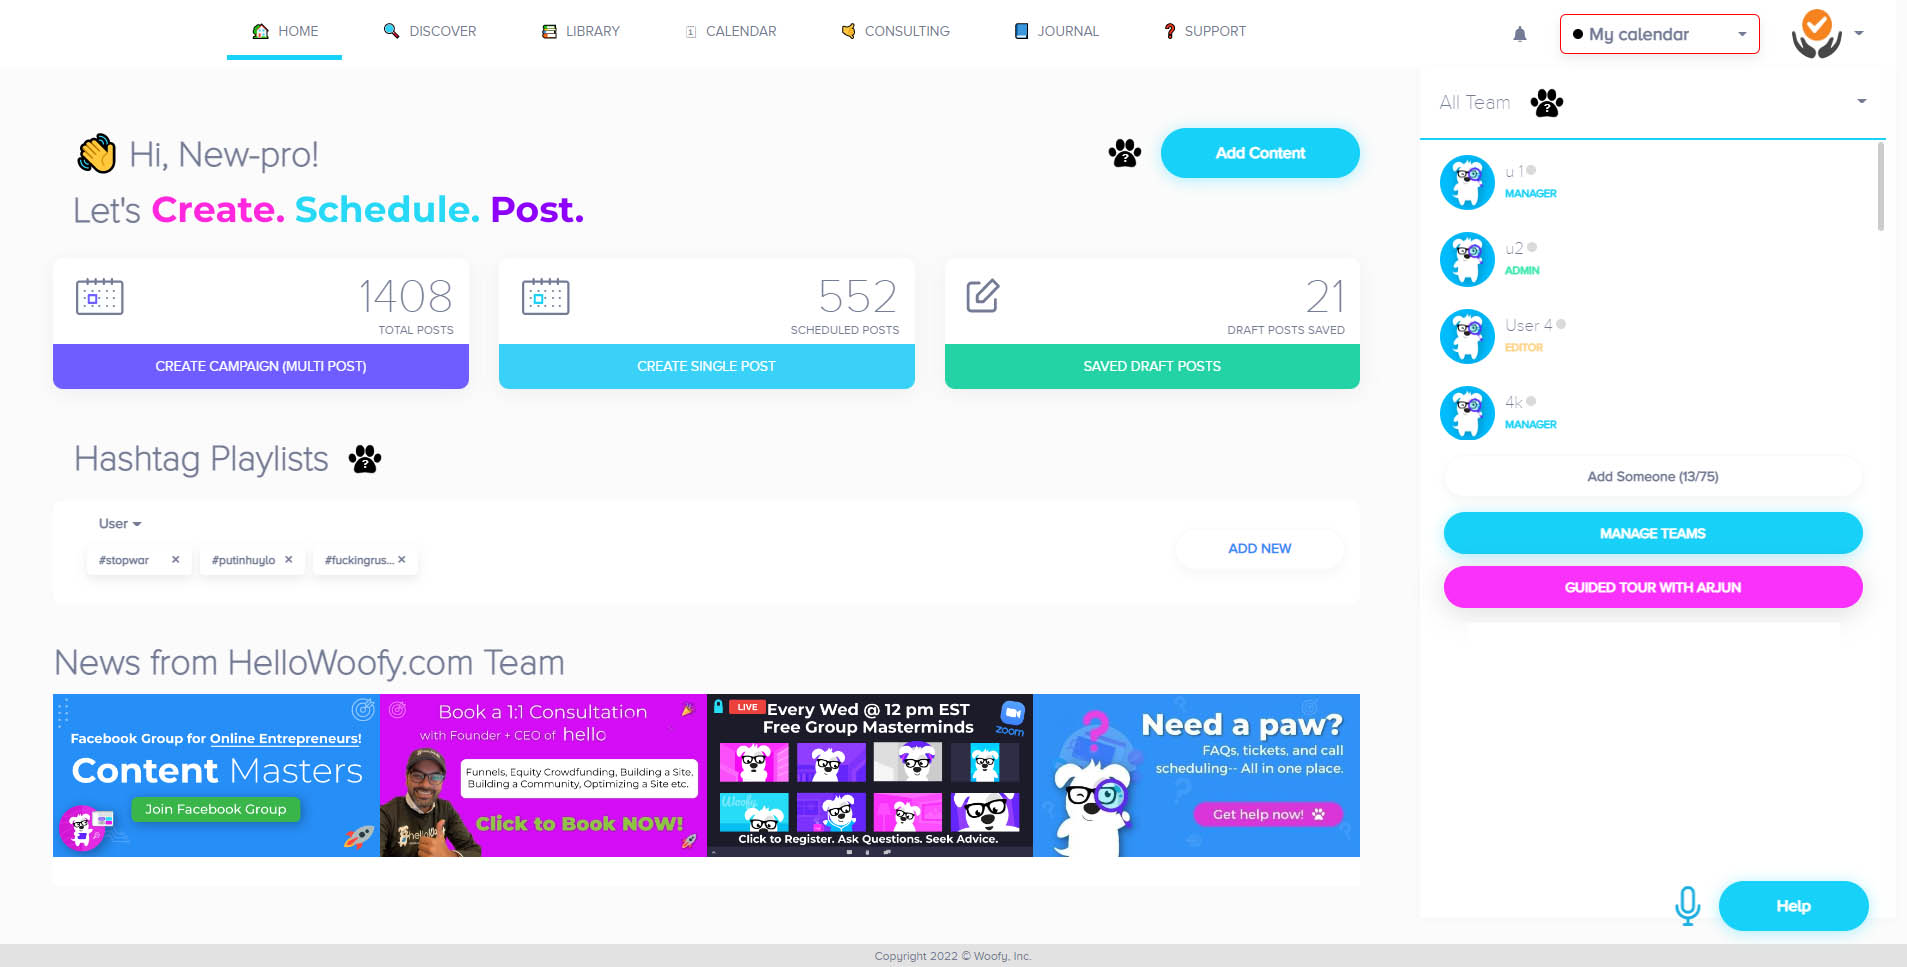 HOME
DISCOVER
LIBRARY
CALENDAR
CONSULTING
JOURNAL
SUPPORT
My calendar
Hi, New-pro!
Add Content
Let's Create. Schedule. Post.
1408
TOTAL POSTS
CREATE CAMPAIGN (MULTI POST)
552
SCHEDULED POSTS
CREATE SINGLE POST
21
DRAFT POSTS SAVED
SAVED DRAFT POSTS
Hashtag Playlists
User
#stopwar
#putinhuylo
#fuckingrus...
ADD NEW
News from HelloWoofy.com Team
Facebook Group for Online Entrepreneurs!
Content Masters
Join Facebook Group
Book a 1:1 Consultation
with Founder + CEO of hello
Funnels, Equity Crowdfunding, Building a Site.
Building a Community, Optimizing a Site etc.
Click to Book NOW!
LIVE
Every Wed @ 12 pm EST
Free Group Masterminds
zoom
Woofy
Click to Register. Ask Questions. Seek Advice.
Need a paw?
FAQs, tickets, and call
scheduling-- All in one place.
Get help now!
All Team
u 1
MANAGER
u2
ADMIN
User 4
EDITOR
4k
MANAGER
Add Someone (13/75)
MANAGE TEAMS
GUIDED TOUR WITH ARJUN
Help
Copyright 2022 © Woofy, Inc.